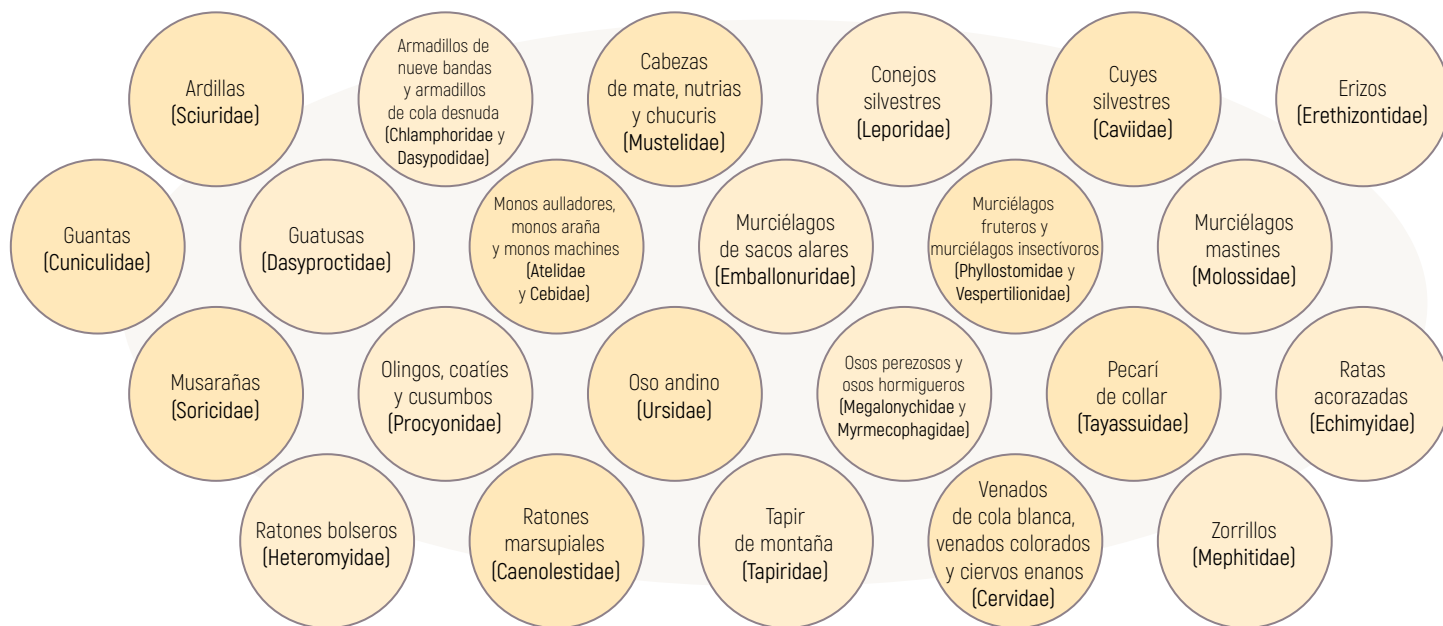 Ardillas
(Sciuridae)
Armadillos de
nueve bandas
y armadillos
de cola desnuda
(Chlamphoridae y
Dasypodidae)
Cabezas
de mate, nutrias
y chucuris
(Mustelidae)
Conejos
silvestres
(Leporidae)
Cuyes
silvestres
(Caviidae)
Erizos
(Erethizontidae)
Guantas
(Cuniculidae)
Guatusas
(Dasyproctidae)
Monos aulladores,
monos araña
y monos machines
(Atelidae
y Cebidae)
Murciélagos
de sacos alares
(Emballonuridae)
Murciélagos
fruteros y
murciélagos insectívoros
(Phyllostomidae y
Vespertilionidae)
Murciélagos
mastines
(Molossidae)
Musarañas
(Soricidae)
Olingos, coatíes
y cusumbos
(Procyonidae)
Oso andino
(Ursidae)
Osos perezosos y
osos hormigueros
(Megalonychidae y
Myrmecophagidae)
Pecarí
de collar
(Tayassuidae)
Ratas
acorazadas
(Echimyidae)
Ratones bolseros
(Heteromyidae)
Ratones
marsupiales
(Caenolestidae)
Tapir
de montaña
(Tapiridae)
Venados
de cola blanca,
venados colorados
y ciervos enanos
(Cervidae)
Zorrillos
(Mephitidae)